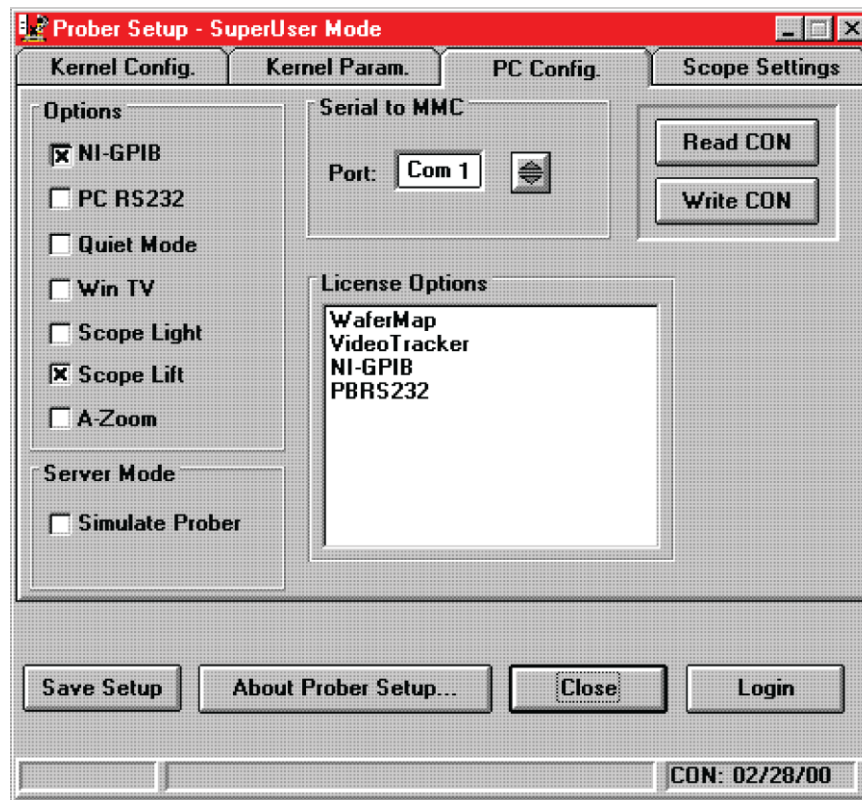 Prober Setup - SuperUser Mode
Kernel Config.
Kernel Param.
PC Config.
Scope Settings
Options
NI-GPIB
PC RS232
Quiet Mode
Win TV
Scope Light
Scope Lift
A-Zoom
Server Mode
Simulate Prober
Serial to MMC
Port: Com 1
Read CON
Write CON
License Options
WaferMap
VideoTracker
NI-GPIB
PBRS232
Save Setup
About Prober Setup...
Close
Login
CON: 02/28/00